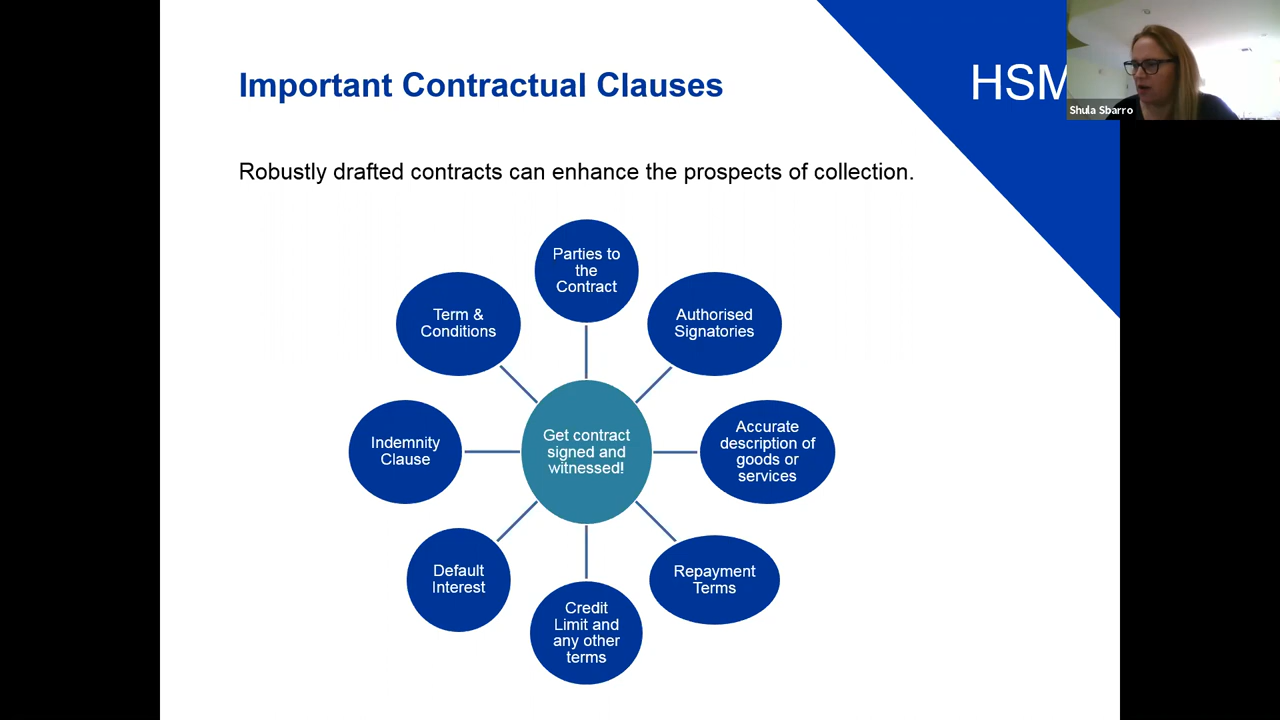 Important Contractual Clauses
HSM
Shula Sbarro
Robustly drafted contracts can enhance the prospects of collection.
Parties to
the
Contract
Authorised
Signatories
Accurate
description of
goods or
services
Repayment
Terms
Credit
Limit and
any other
terms
Default
Interest
Indemnity
Clause
Term &
Conditions
Get contract
signed and
witnessed!